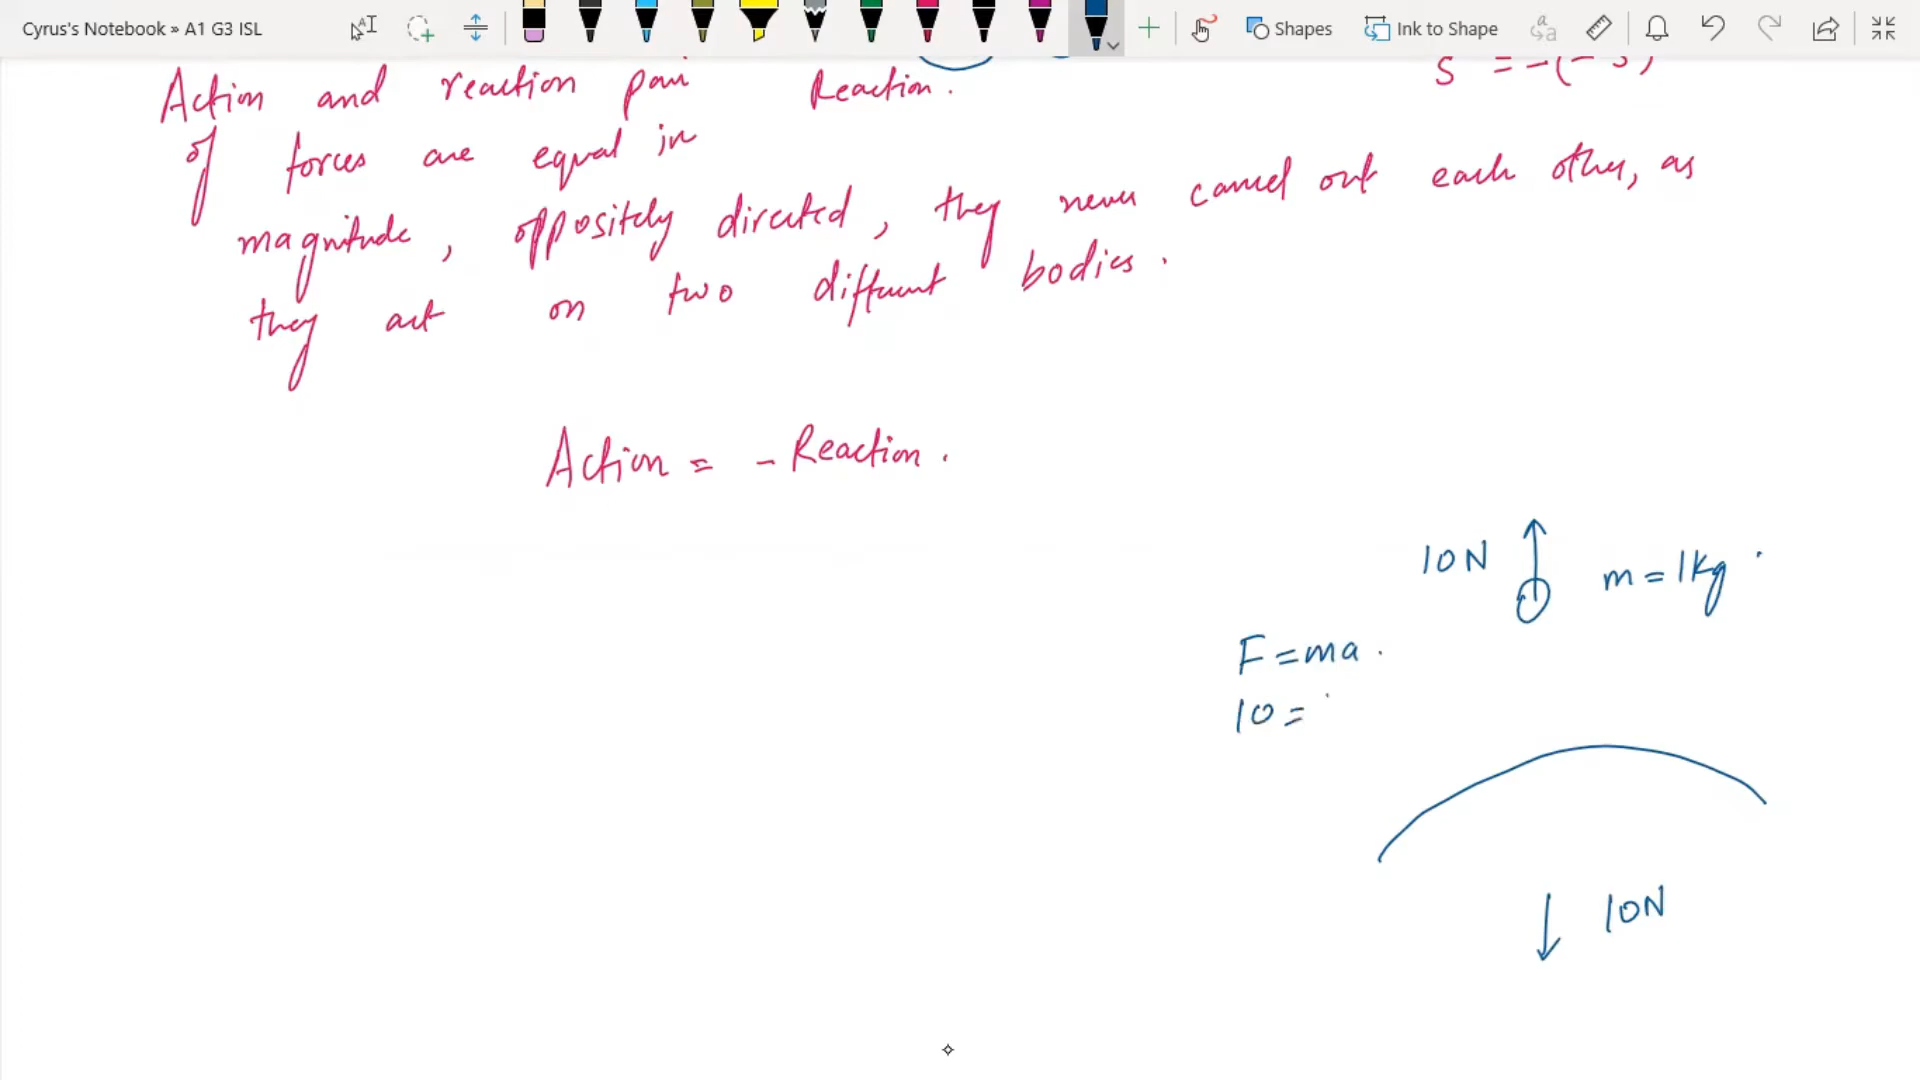 Cyrus's Notebook » A1 G3 ISL
Shapes
Ink to Shape
Action and reaction pair Reaction.
of forces are equal in
magnitude, oppositely directed, they never cancel out each other, as
they act on two different bodies.
Action = - Reaction.
10N
m = 1kg.
F = ma.
10 =
10N